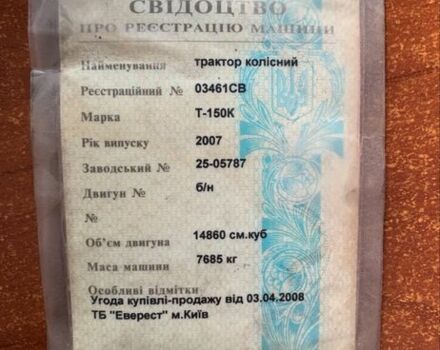 СВІДОЦТВО
ПРО РЕЄСТРАЦІЮ МАШИНИ
Найменування трактор колісний
Реєстраційний № 03461СВ
Марка Т-150К
Рік випуску 2007
Заводський № 25-05787
Двигун № б/н
№
Об'єм двигуна 14860 см.куб
Маса машини 7685 кг
Особливі відмітки
Угода купівлі-продажу від 03.04.2008
ТБ "Еверест" м.Київ